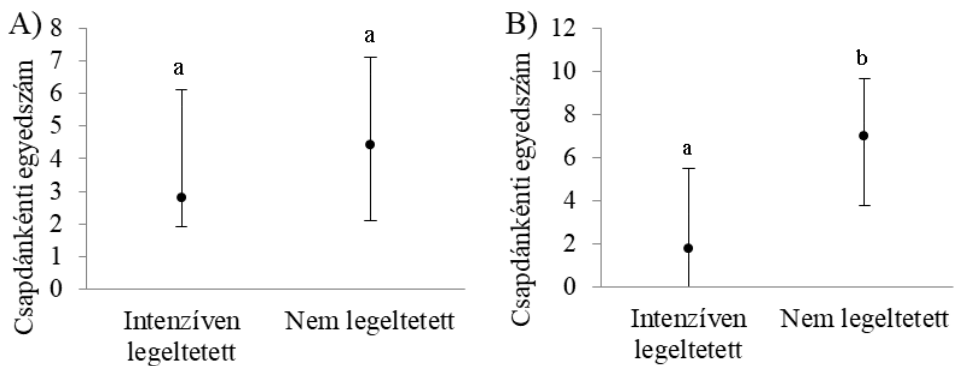 A)
Csapdánkénti egyedszám
8
7
6
5
4
3
2
1
0
a
a
Intenzíven
legeltetett
Nem legeltetett
B)
Csapdánkénti egyedszám
12
10
8
6
4
2
0
a
b
Intenzíven
legeltetett
Nem legeltetett